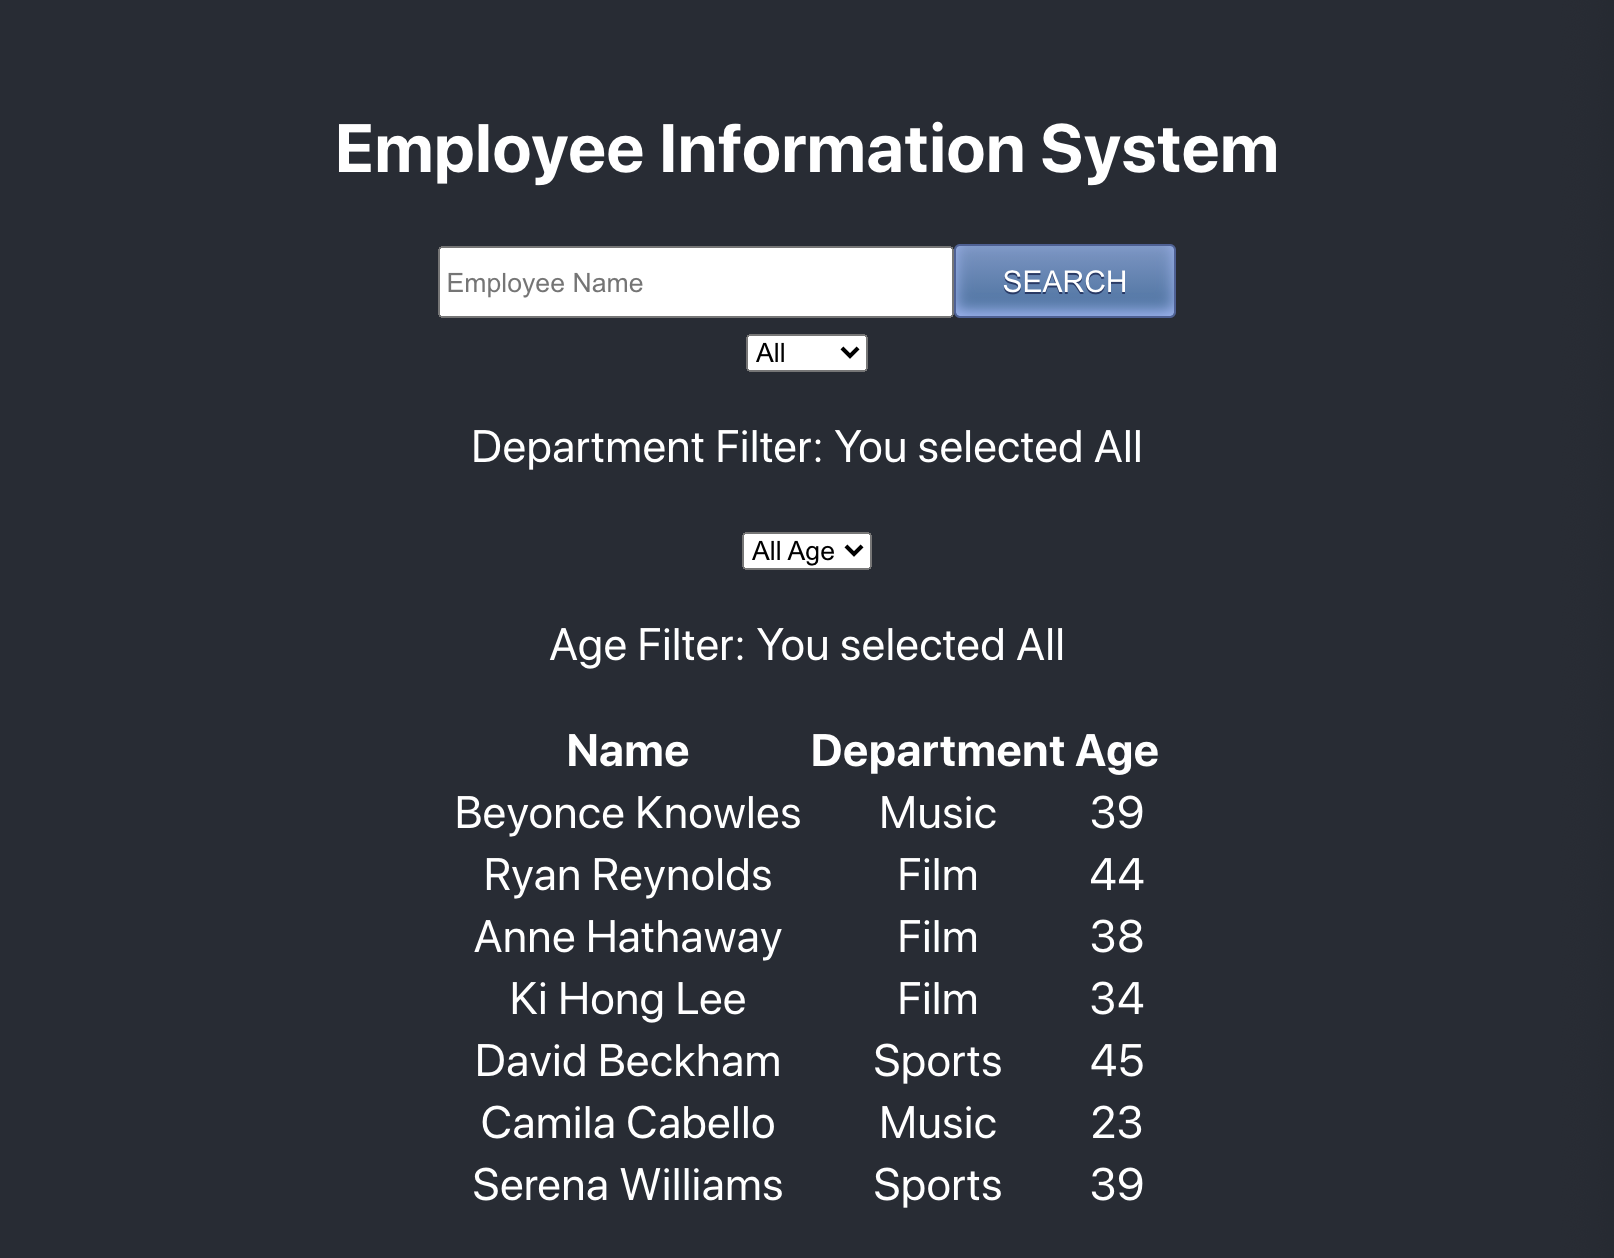 Employee Information System
Employee Name SEARCH
All
Department Filter: You selected All
All Age
Age Filter: You selected All
Name Department Age
Beyonce Knowles Music 39
Ryan Reynolds Film 44
Anne Hathaway Film 38
Ki Hong Lee Film 34
David Beckham Sports 45
Camila Cabello Music 23
Serena Williams Sports 39